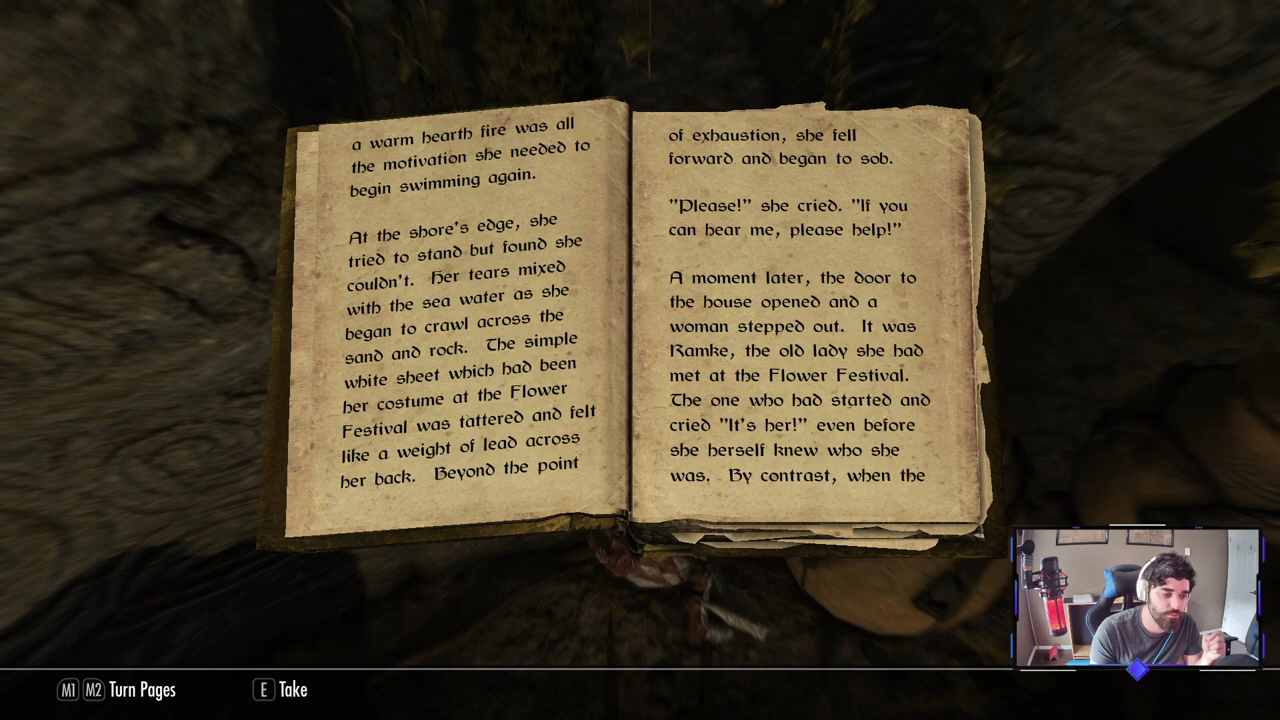 a warm hearth fire was all
the motivation she needed to
begin swimming again.
At the shore's edge, she
tried to stand but found she
couldn't.  Her tears mixed
with the sea water as she
began to crawl across the
sand and rock.  The simple
white sheet which had been
her costume at the Flower
Festival was tattered and felt
like a weight of lead across
her back.  Beyond the point
of exhaustion, she fell
forward and began to sob.
"Please!" she cried. "If you
can hear me, please help!"
A moment later, the door to
the house opened and a
woman stepped out.  It was
Ramke, the old lady she had
met at the Flower Festival.
The one who had started and
cried "It's her!" even before
she herself knew who she
was.  By contrast, when the
M1 M2 Turn Pages
E Take